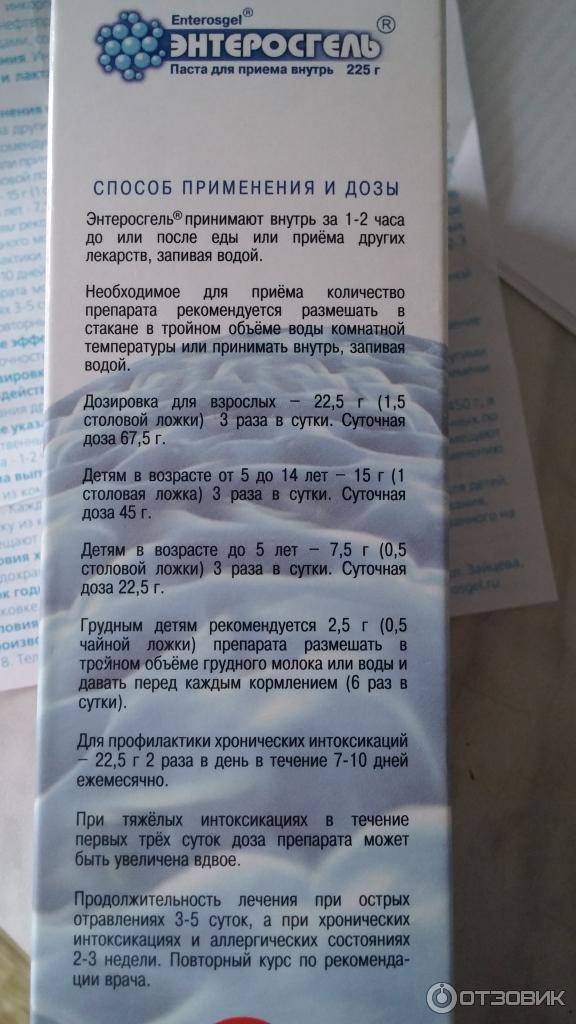 Enterosgel®
ЭНТЕРОСГЕЛЬ®
Паста для приема внутрь 225 г
СПОСОБ ПРИМЕНЕНИЯ И ДОЗЫ
Энтеросгель® принимают внутрь за 1-2 часа
до или после еды или приёма других
лекарств, запивая водой.
Необходимое для приёма количество
препарата рекомендуется размешать в
стакане в тройном объёме воды комнатной
температуры или принимать внутрь, запивая
водой.
Дозировка для взрослых – 22,5 г (1,5
столовой ложки) 3 раза в сутки. Суточная
доза 67,5 г.
Детям в возрасте от 5 до 14 лет – 15 г (1
столовая ложка) 3 раза в сутки. Суточная
доза 45 г.
Детям в возрасте до 5 лет – 7,5 г (0,5
столовой ложки) 3 раза в сутки. Суточная
доза 22,5 г.
Грудным детям рекомендуется 2,5 г (0,5
чайной ложки) препарата размешать в
тройном объёме грудного молока или воды и
давать перед каждым кормлением (6 раз в
сутки).
Для профилактики хронических интоксикаций
– 22,5 г 2 раза в день в течение 7-10 дней
ежемесячно.
При тяжёлых интоксикациях в течение
первых трёх суток доза препарата может
быть увеличена вдвое.
Продолжительность лечения при острых
отравлениях 3-5 суток, а при хронических
интоксикациях и аллергических состояниях
2-3 недели. Повторный курс по рекоменда-
ции врача.
ОТЗОВИК